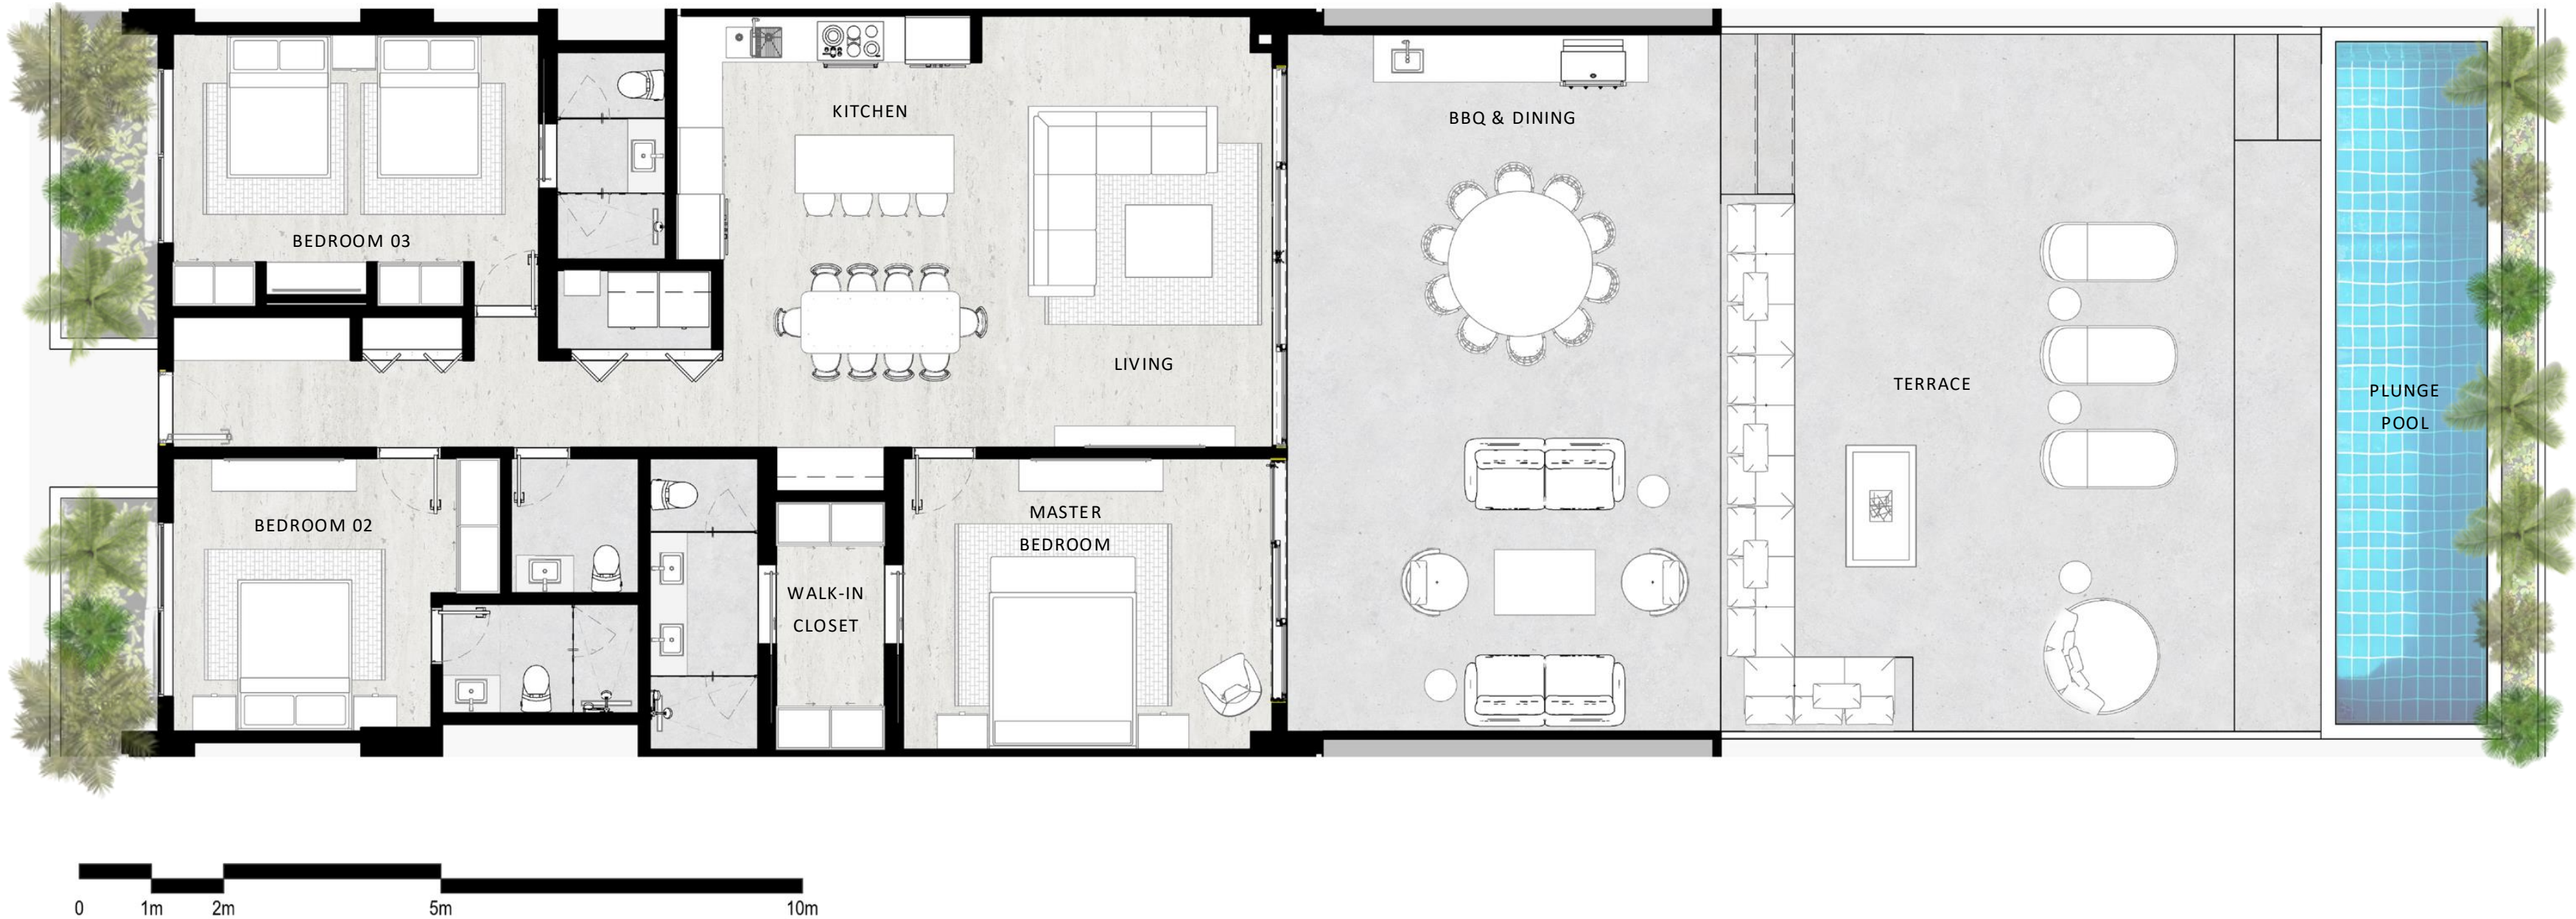 KITCHEN
BBQ & DINING
BEDROOM 03
LIVING
TERRACE
PLUNGE
POOL
BEDROOM 02
MASTER
BEDROOM
WALK-IN
CLOSET
0 1m 2m 5m 10m